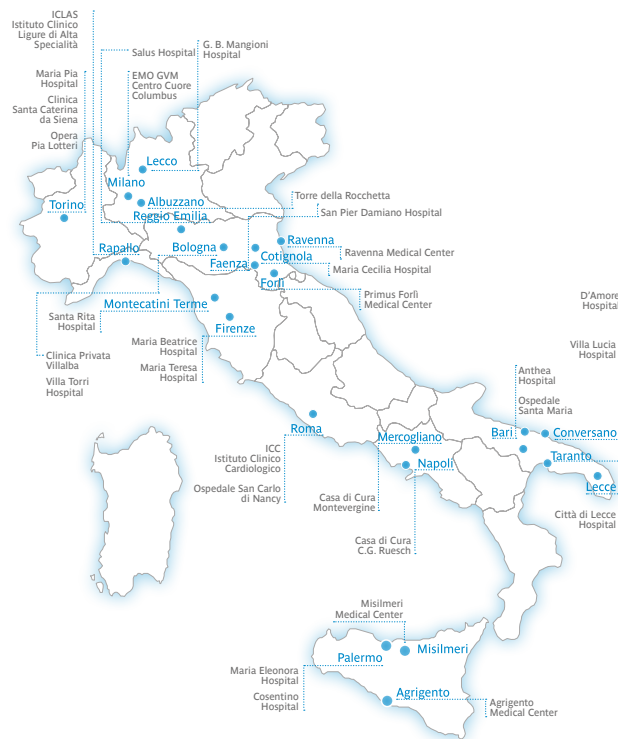 ICLAS
Istituto Clinico
Ligure di Alta
Specialità
Salus Hospital
G. B. Mangioni
Hospital
Maria Pia
Hospital
Clinica
Santa Caterina
da Siena
Opera
Pia Lotteri
EMO GVM
Centro Cuore
Columbus
Lecco
Milano
Albuzzano
Torino
Reggio Emilia
Torre della Rocchetta
San Pier Damiano Hospital
Rapallo
Bologna
Ravenna
Cotignola
Faenza
Forlì
Ravenna Medical Center
Maria Cecilia Hospital
Primus Forlì
Medical Center
Montecatini Terme
Santa Rita
Hospital
Firenze
Clinica Privata
Villalba
Villa Torri
Hospital
Maria Beatrice
Hospital
Maria Teresa
Hospital
D'Amore
Hospital
Villa Lucia
Hospital
Anthea
Hospital
Ospedale
Santa Maria
Roma
Mercogliano
Napoli
Bari
Conversano
Taranto
Lecce
ICC
Istituto Clinico
Cardiologico
Ospedale San Carlo
di Nancy
Casa di Cura
Montevergine
Casa di Cura
C.G. Ruesch
Città di Lecce
Hospital
Misilmeri
Medical Center
Palermo
Misilmeri
Maria Eleonora
Hospital
Cosentino
Hospital
Agrigento
Agrigento
Medical Center